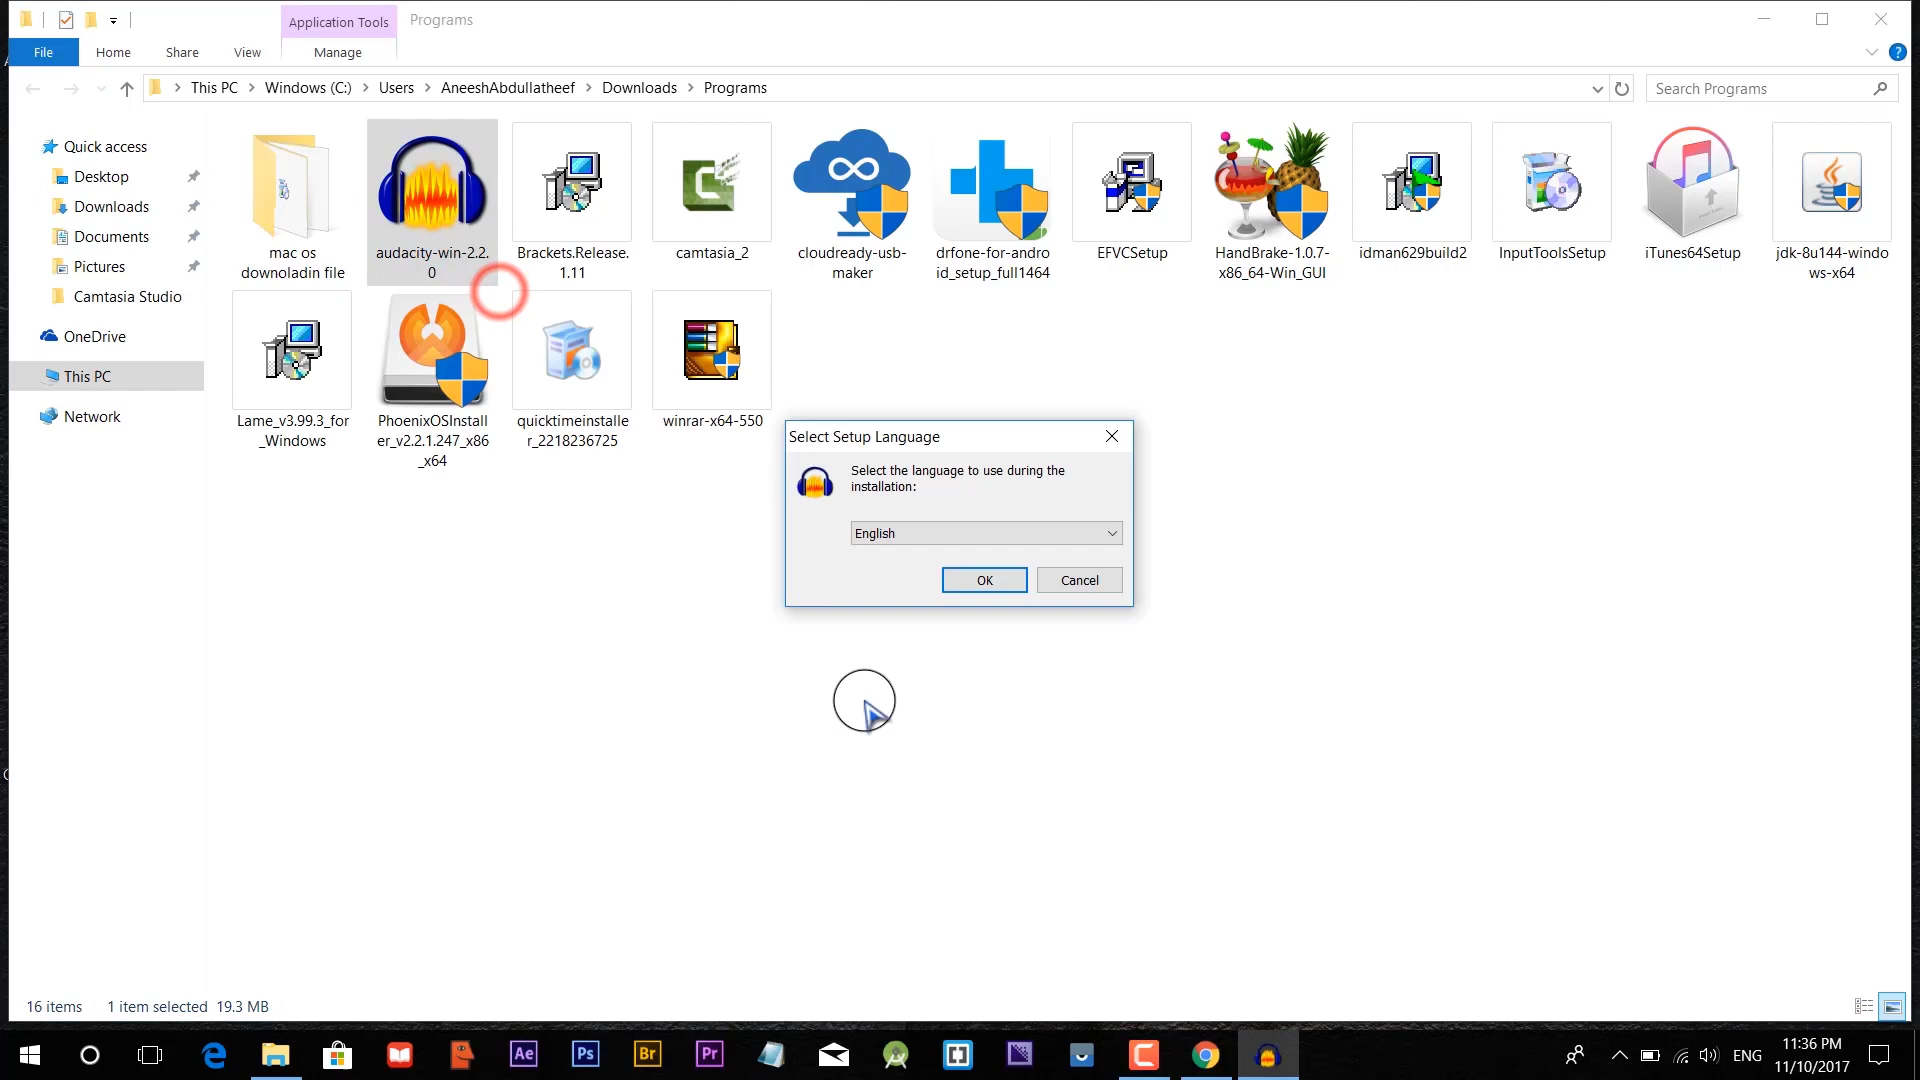 Application Tools
Programs
File
Home
Share
View
Manage
This PC
Windows (C:)
Users
AneeshAbdullatheef
Downloads
Programs
Search Programs
Quick access
Desktop
Downloads
Documents
Pictures
Camtasia Studio
OneDrive
This PC
Network
mac os
downoladin file
audacity-win-2.2.
0
Brackets.Release.
1.11
camtasia_2
cloudready-usb-
maker
drfone-for-andro
id_setup_full1464
EFVCSetup
HandBrake-1.0.7-
x86_64-Win_GUI
idman629build2
InputToolsSetup
iTunes64Setup
jdk-8u144-windo
ws-x64
Lame_v3.99.3_for
_Windows
PhoenixOSInstall
er_v2.2.1.247_x86
_x64
quicktimeinstalle
r_2218236725
winrar-x64-550
Select Setup Language
Select the language to use during the
installation:
English
OK
Cancel
16 items
1 item selected 19.3 MB
Ae
Ps
Br
Pr
ENG
11:36 PM
11/10/2017